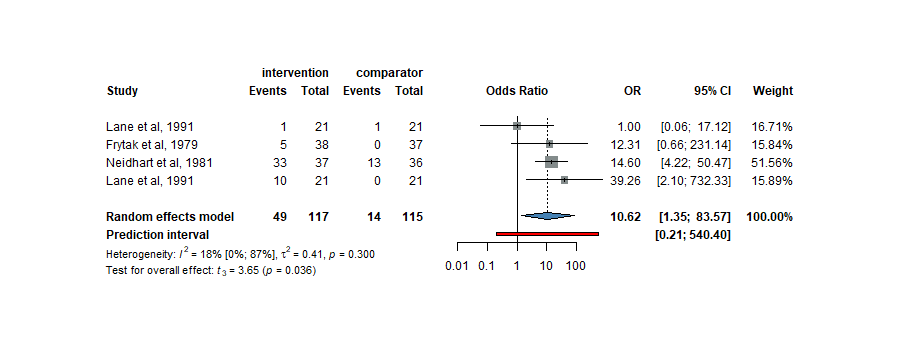 intervention comparator
Study Events Total Events Total Odds Ratio OR 95% CI Weight
Lane et al, 1991 1 21 1 21 1.00 [0.06; 17.12] 16.71%
Frytak et al, 1979 5 38 0 37 12.31 [0.66; 231.14] 15.84%
Neidhart et al, 1981 33 37 13 36 14.60 [4.22; 50.47] 51.56%
Lane et al, 1991 10 21 0 21 39.26 [2.10; 732.33] 15.89%
Random effects model 49 117 14 115 10.62 [1.35; 83.57] 100.00%
Prediction interval [0.21; 540.40]
Heterogeneity: I² = 18% [0%; 87%], τ² = 0.41, p = 0.300
Test for overall effect: t₃ = 3.65 (p = 0.036)
0.01 0.1 1 10 100